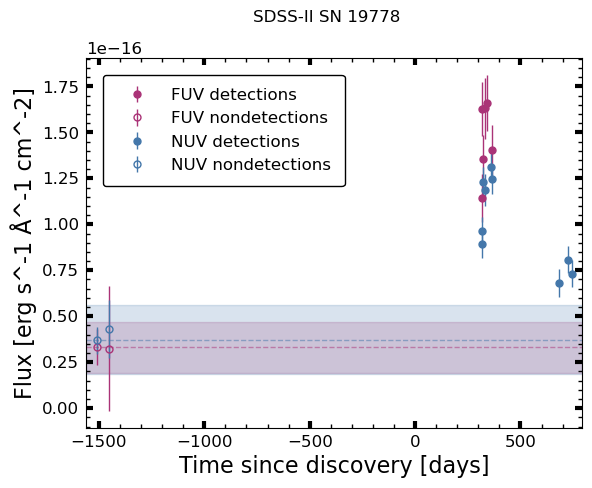 SDSS-II SN 19778
1e−16
FUV detections
FUV nondetections
NUV detections
NUV nondetections
1.75
1.50
1.25
1.00
0.75
0.50
0.25
0.00
Flux [erg s^-1 Å^-1 cm^-2]
−1500 −1000 −500 0 500
Time since discovery [days]